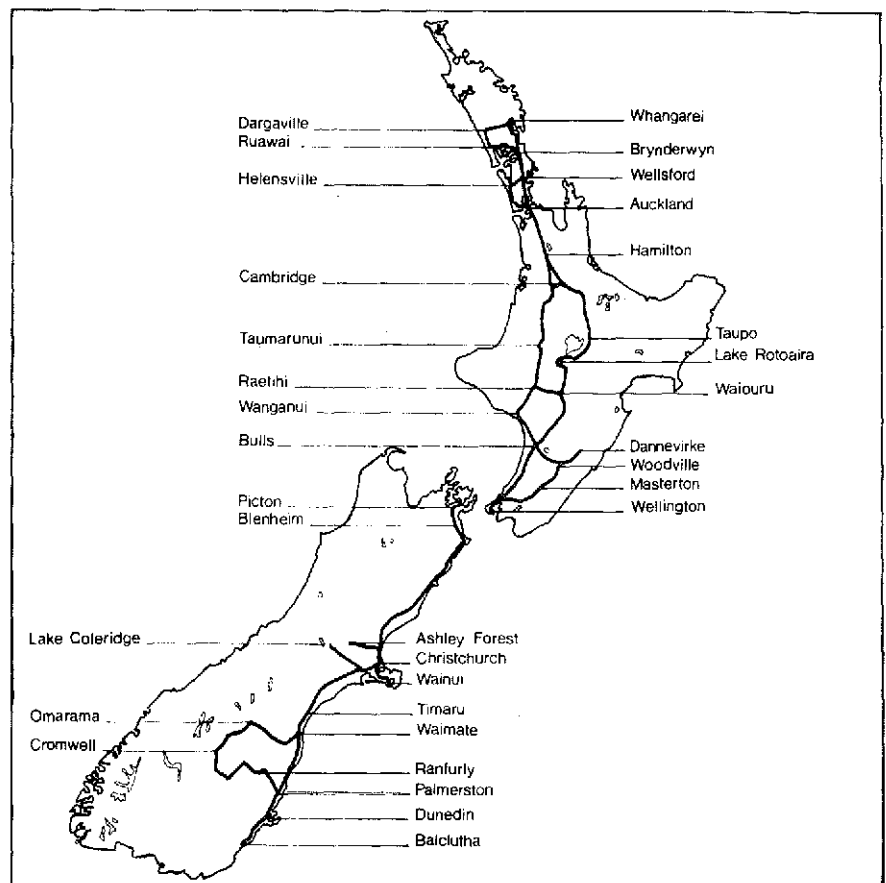 Dargaville
Whangarei
Ruawai
Brynderwyn
Helensville
Wellsford
Auckland
Hamilton
Cambridge
Taumarunui
Taupo
Lake Rotoaira
Raetihi
Waiouru
Wanganui
Bulls
Dannevirke
Woodville
Masterton
Picton
Wellington
Blenheim
Lake Coleridge
Ashley Forest
Christchurch
Wainui
Omarama
Timaru
Waimate
Cromwell
Ranfurly
Palmerston
Dunedin
Balclutha